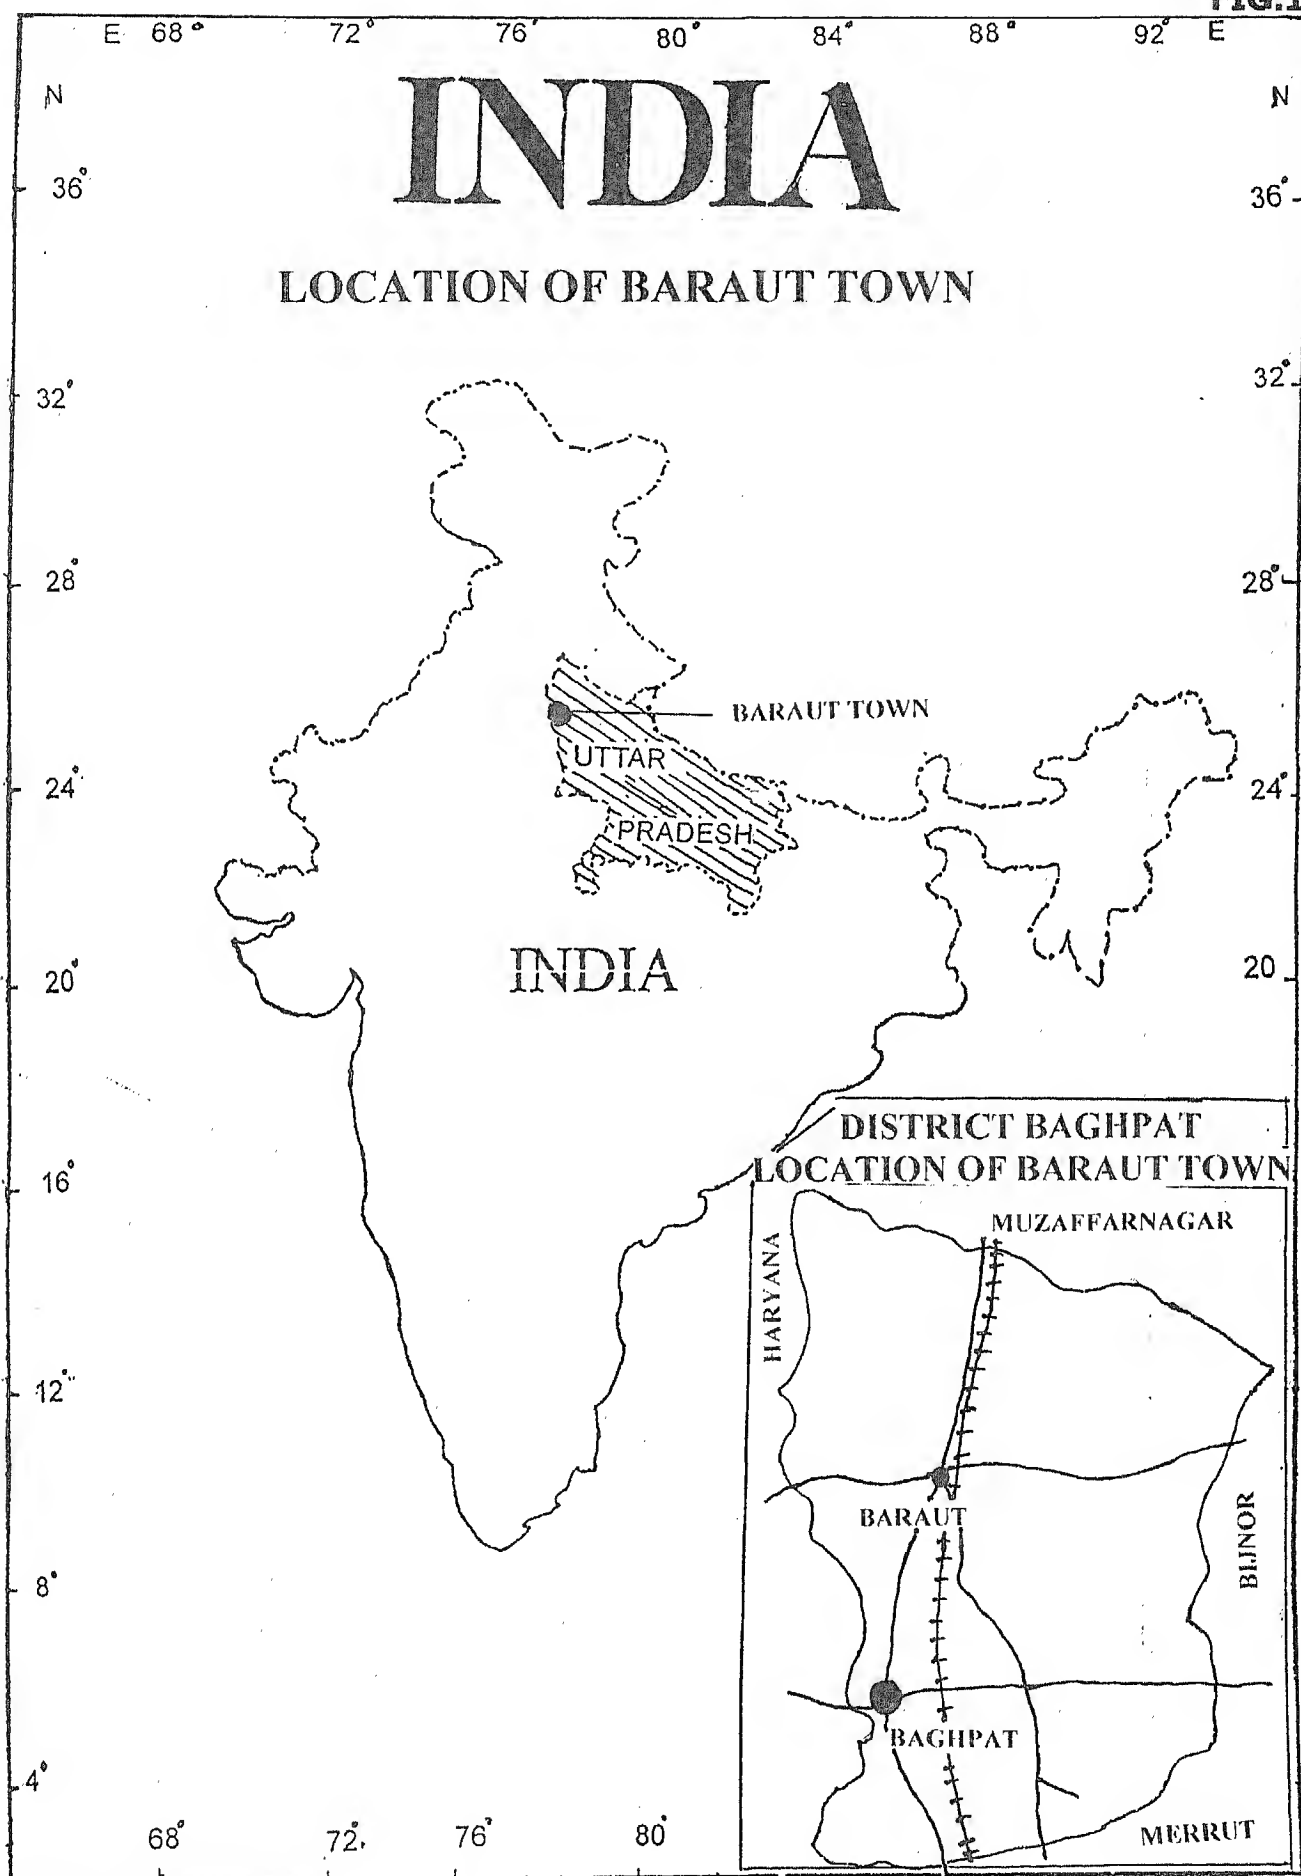 FIG.1
E 68° 72° 76° 80° 84° 88° 92° E
N N
INDIA
36° 36°
LOCATION OF BARAUT TOWN
32° 32°
28° 28°
BARAUT TOWN
UTTAR
24° 24°
PRADESH
INDIA
20° 20
DISTRICT BAGHPAT
LOCATION OF BARAUT TOWN
16°
MUZAFFARNAGAR
HARYANA
12°
BARAUT
BIJNOR
8°
BAGHPAT
4°
MERRUT
68° 72° 76° 80°